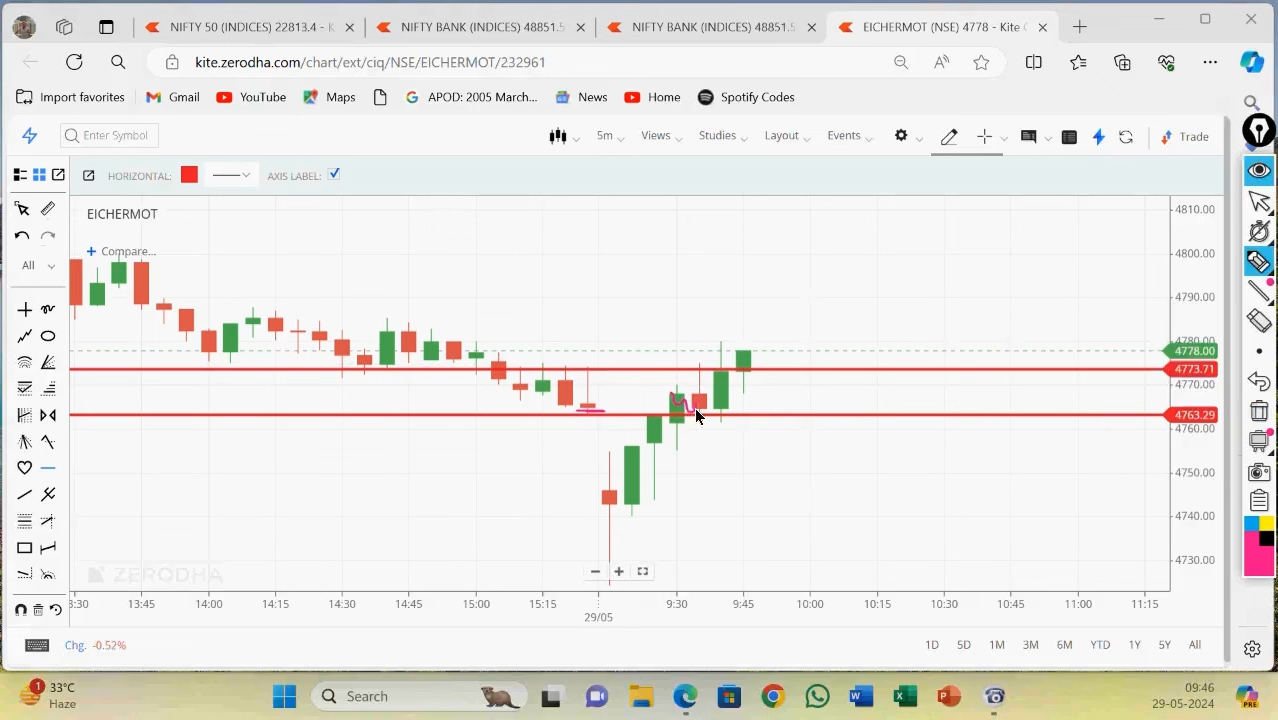 NIFTY 50 (INDICES) 22813.4 - K
NIFTY BANK (INDICES) 48851.5
NIFTY BANK (INDICES) 48851.5
EICHERMOT (NSE) 4778 - Kite C
kite.zerodha.com/chart/ext/ciq/NSE/EICHERMOT/232961
Import favorites
Gmail
YouTube
Maps
APOD: 2005 March...
News
Home
Spotify Codes
Enter Symbol
5m
Views
Studies
Layout
Events
Trade
HORIZONTAL:
AXIS LABEL:
EICHERMOT
Compare...
All
4810.00
4800.00
4790.00
4780.00
4778.00
4773.71
4770.00
4763.29
4760.00
4750.00
4740.00
4730.00
ZERODHA
3:30
13:45
14:00
14:15
14:30
14:45
15:00
15:15
9:30
9:45
10:00
10:15
10:30
10:45
11:00
11:15
29/05
Chg. -0.52%
1D
5D
1M
3M
6M
YTD
1Y
5Y
All
1
33°C
Haze
Search
09:46
29-05-2024
PRE